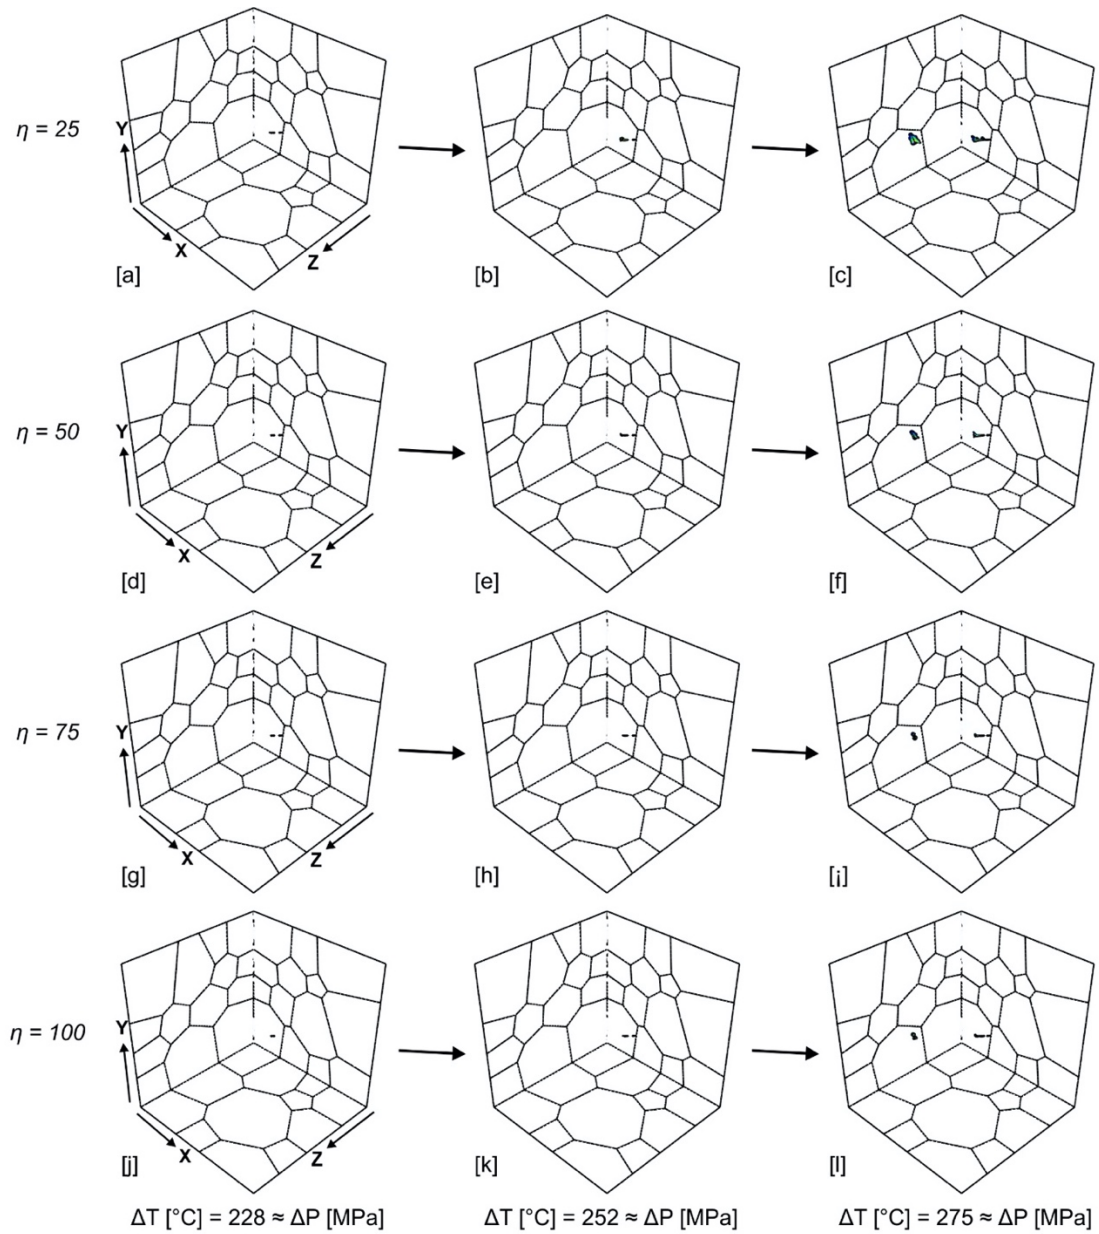 η = 25
Y
X
Z
[a]
[b]
[c]
η = 50
Y
X
Z
[d]
[e]
[f]
η = 75
Y
X
Z
[g]
[h]
[i]
η = 100
Y
X
Z
[j]
[k]
[l]
ΔT [°C] = 228 ≈ ΔP [MPa]
ΔT [°C] = 252 ≈ ΔP [MPa]
ΔT [°C] = 275 ≈ ΔP [MPa]